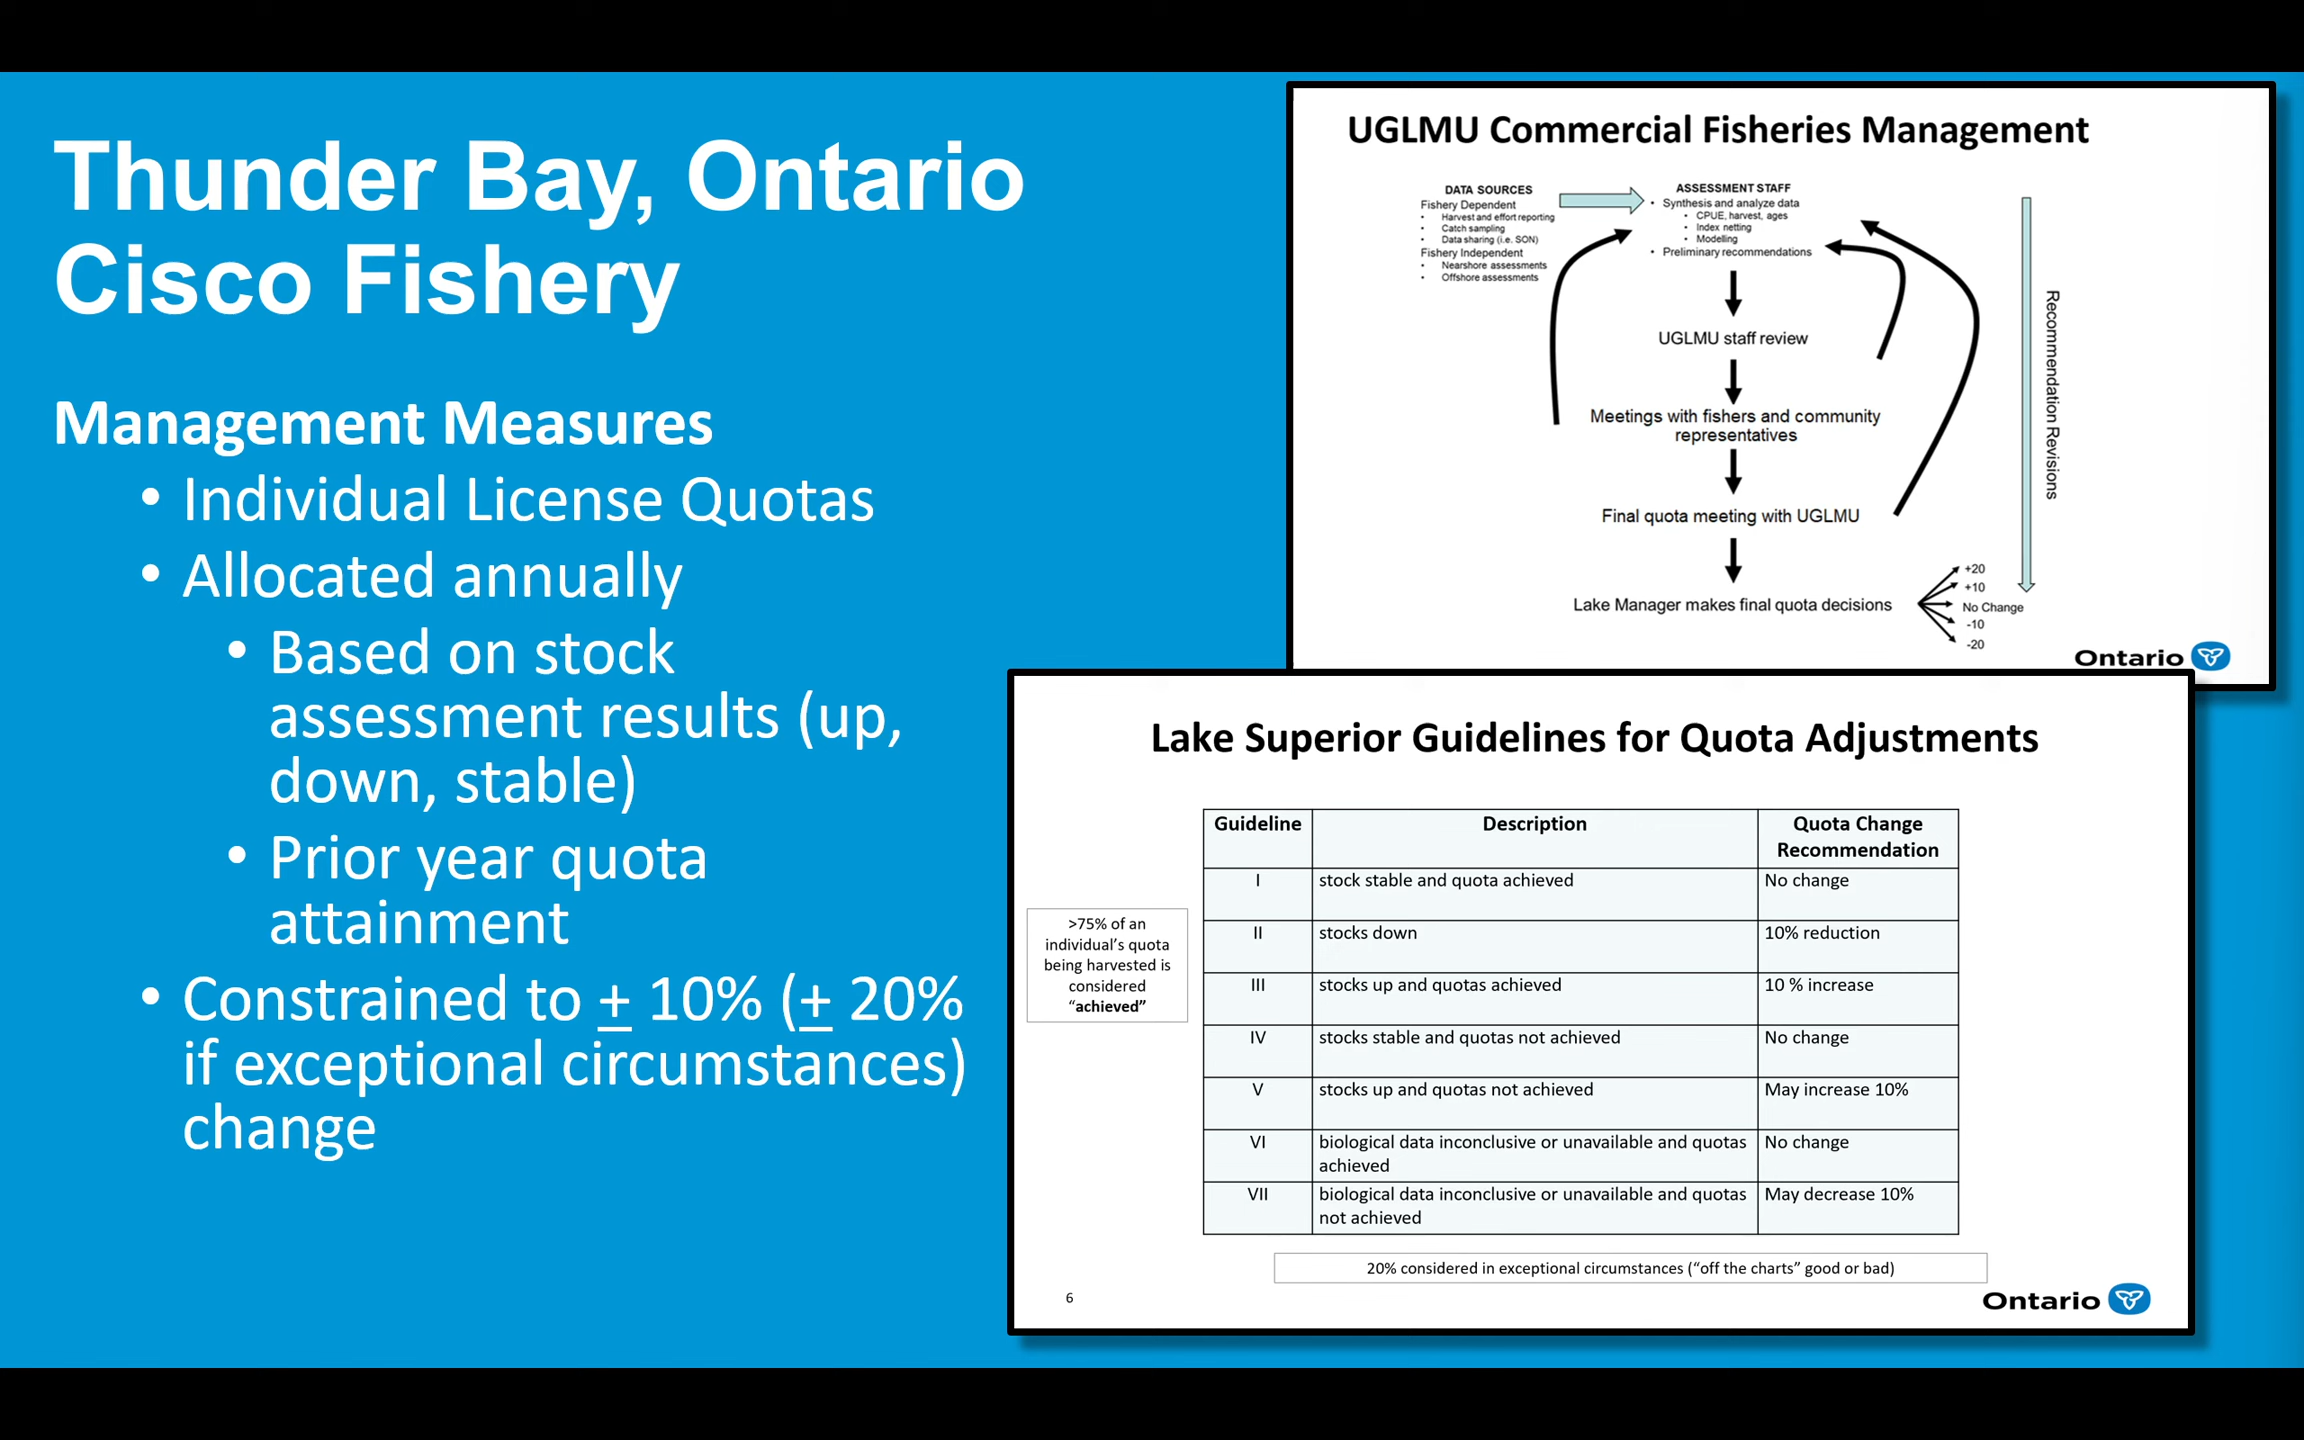 Thunder Bay, Ontario
Cisco Fishery
Management Measures
• Individual License Quotas
• Allocated annually
• Based on stock
assessment results (up,
down, stable)
• Prior year quota
attainment
• Constrained to ± 10% (± 20%
if exceptional circumstances)
change
UGLMU Commercial Fisheries Management
DATA SOURCES
Fishery Dependent
• Harvest and effort reporting
• Catch sampling
• Data sharing (i.e. SON)
Fishery Independent
• Nearshore assessments
• Offshore assessments
ASSESSMENT STAFF
• Synthesis and analyze data
• CPUE, harvest, ages
• Index netting
• Modelling
• Preliminary recommendations
UGLMU staff review
Meetings with fishers and community
representatives
Final quota meeting with UGLMU
Lake Manager makes final quota decisions
+20
+10
No Change
-10
-20
Recommendation Revisions
Ontario
Lake Superior Guidelines for Quota Adjustments
>75% of an
individual’s quota
being harvested is
considered
“achieved”
Guideline Description Quota Change
Recommendation
I stock stable and quota achieved No change
II stocks down 10% reduction
III stocks up and quotas achieved 10 % increase
IV stocks stable and quotas not achieved No change
V stocks up and quotas not achieved May increase 10%
VI biological data inconclusive or unavailable and quotas No change
achieved
VII biological data inconclusive or unavailable and quotas May decrease 10%
not achieved
20% considered in exceptional circumstances (“off the charts” good or bad)
6
Ontario